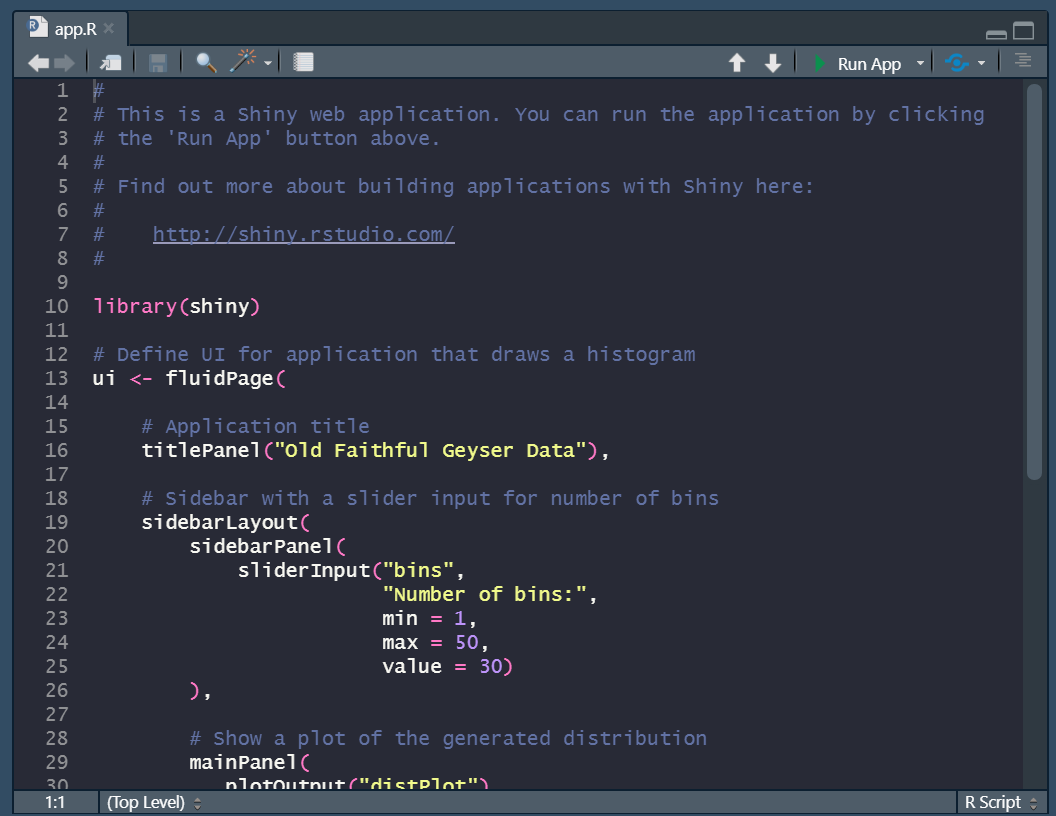 app.R
Run App
1 #
2 # This is a Shiny web application. You can run the application by clicking
3 # the 'Run App' button above.
4 #
5 # Find out more about building applications with Shiny here:
6 #
7 #    http://shiny.rstudio.com/
8 #
9
10 library(shiny)
11
12 # Define UI for application that draws a histogram
13 ui <- fluidPage(
14
15     # Application title
16     titlePanel("Old Faithful Geyser Data"),
17
18     # Sidebar with a slider input for number of bins
19     sidebarLayout(
20         sidebarPanel(
21             sliderInput("bins",
22                         "Number of bins:",
23                         min = 1,
24                         max = 50,
25                         value = 30)
26         ),
27
28         # Show a plot of the generated distribution
29         mainPanel(
30            plotOutput("distPlot")
1:1 (Top Level) R Script